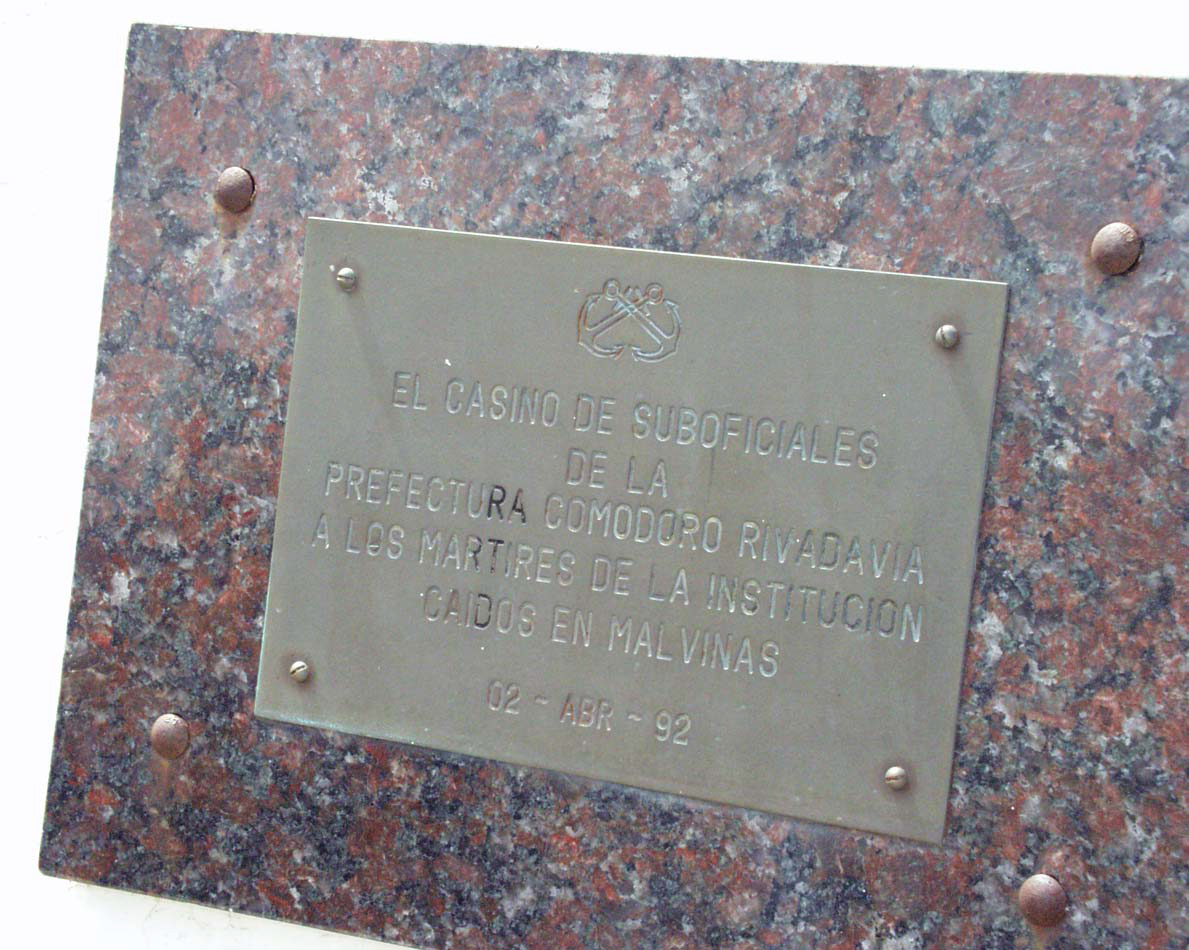 EL CASINO DE SUBOFICIALES
DE LA
PREFECTURA COMODORO RIVADAVIA
A LOS MARTIRES DE LA INSTITUCION
CAIDOS EN MALVINAS
02 - ABR - 92